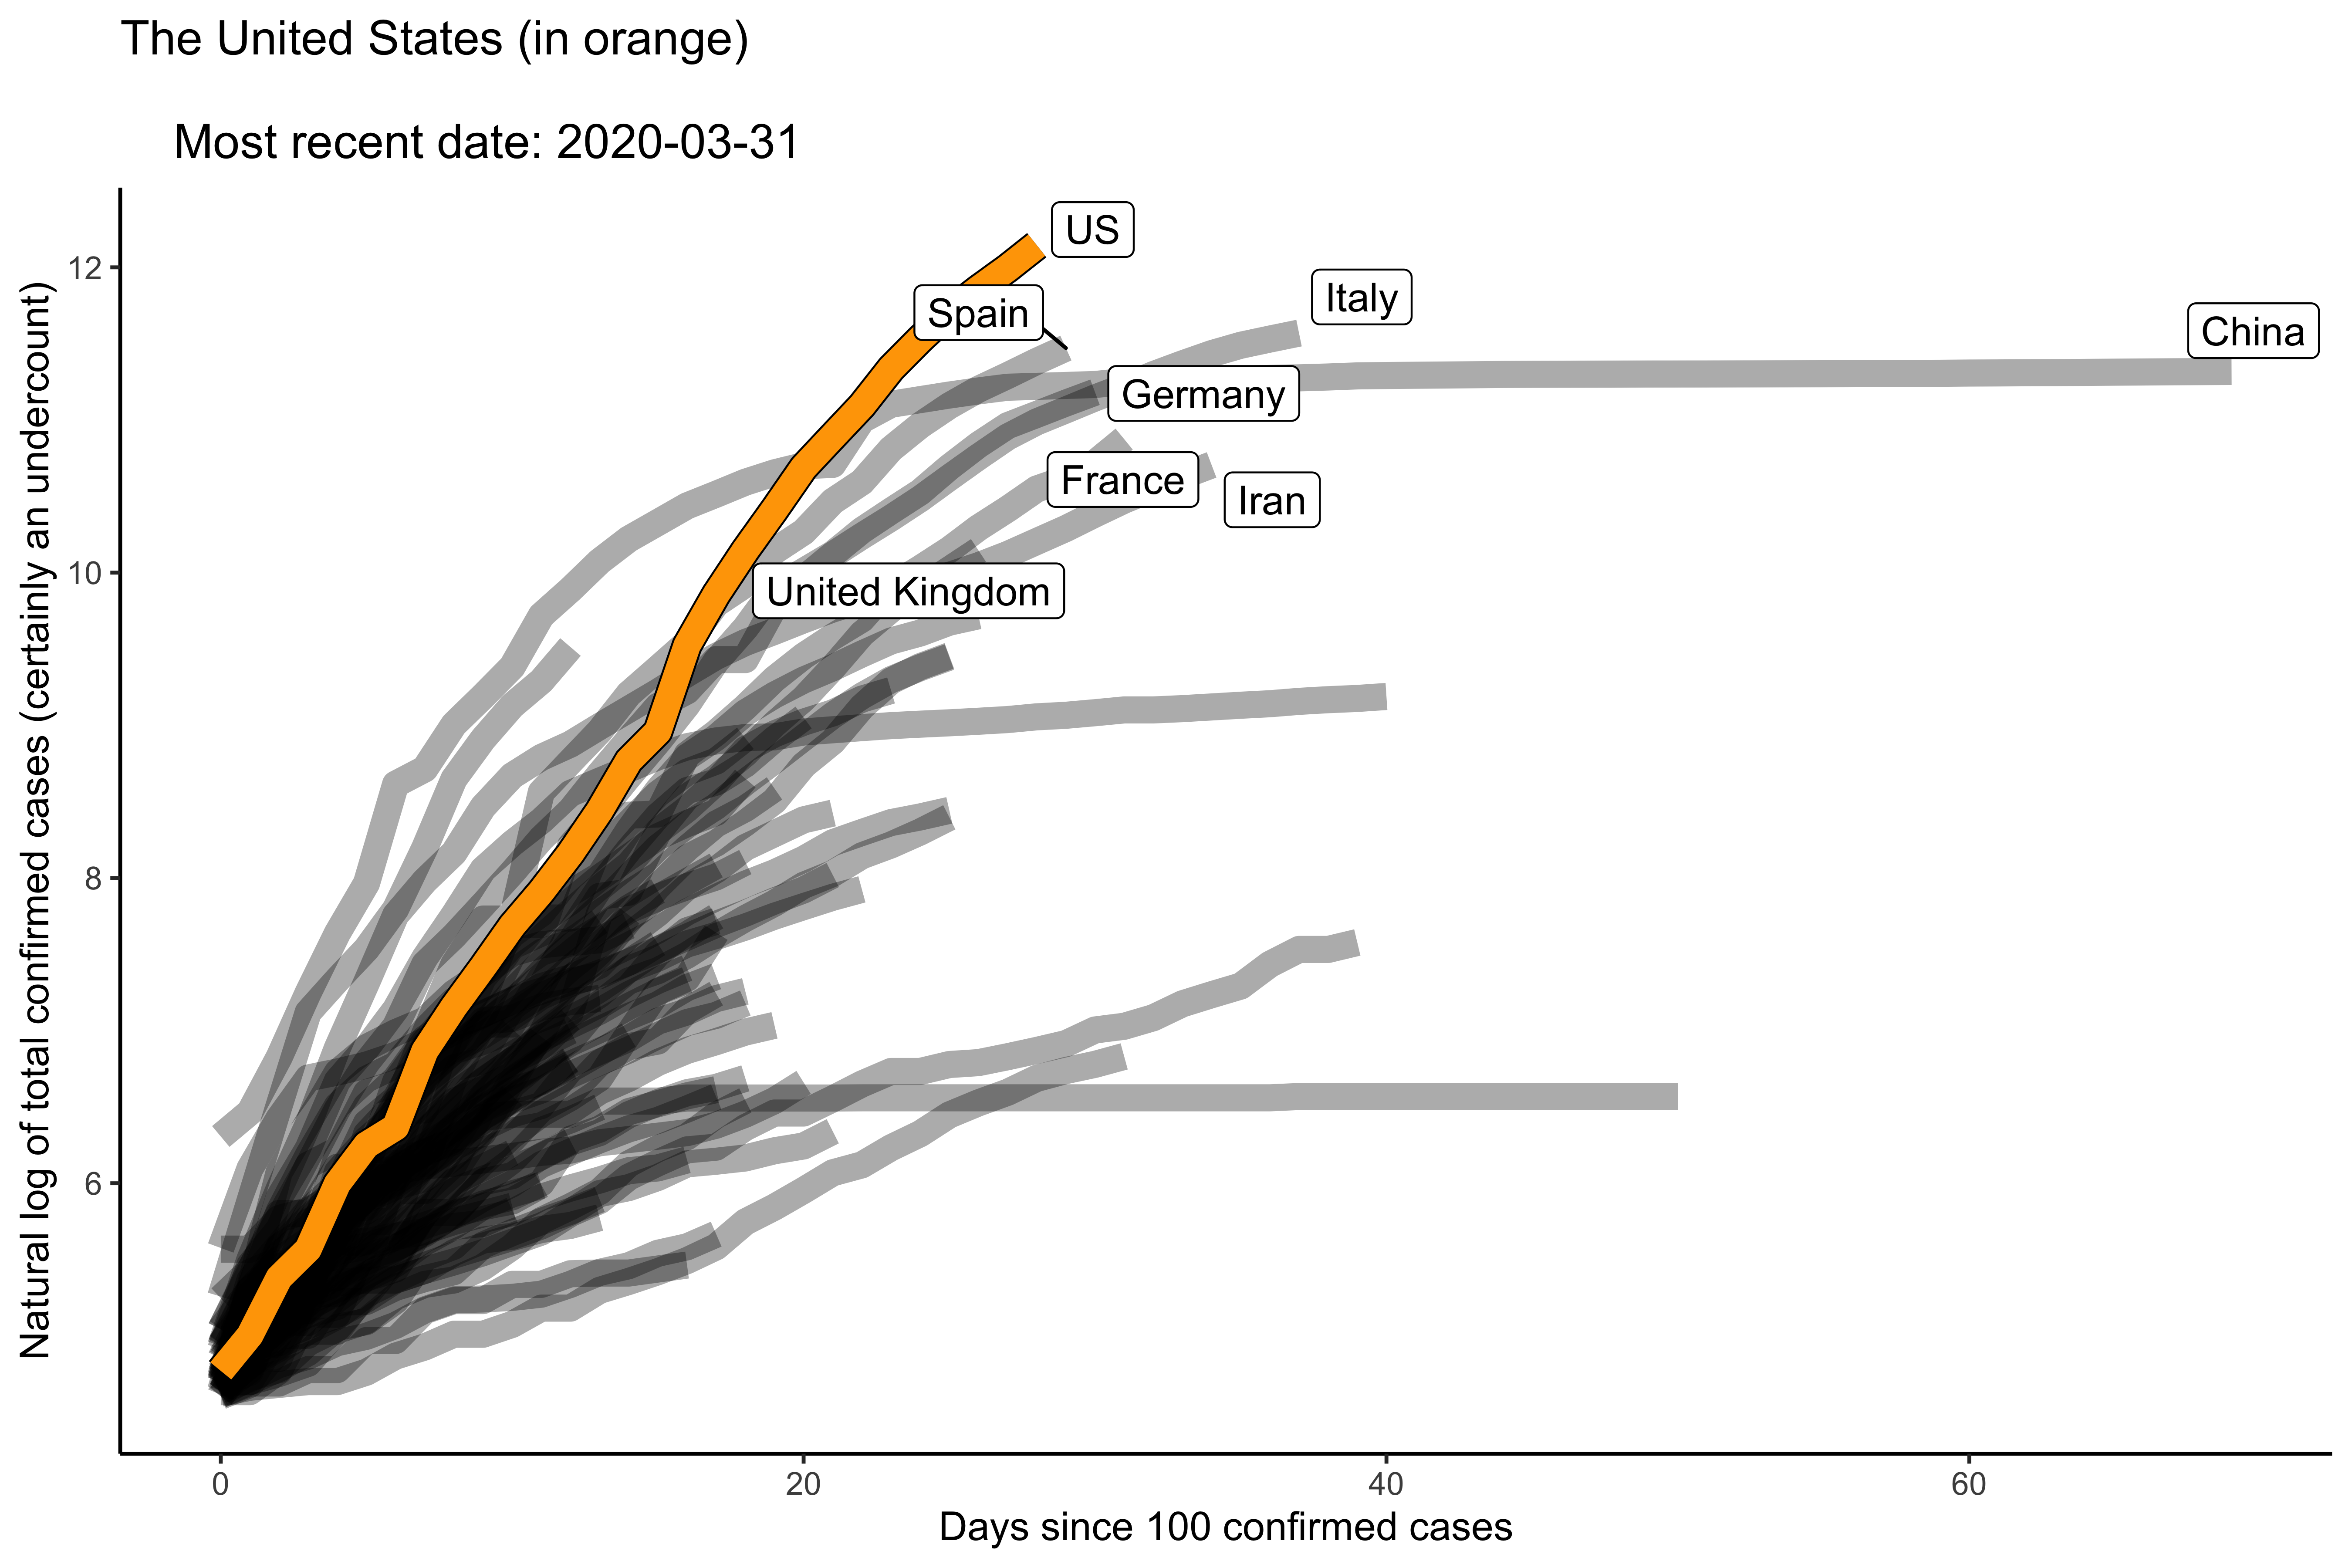 The United States (in orange)
Most recent date: 2020-03-31
Natural log of total confirmed cases (certainly an undercount)
12
10
8
6
US
Spain
Italy
China
Germany
France
Iran
United Kingdom
0
20
40
60
Days since 100 confirmed cases